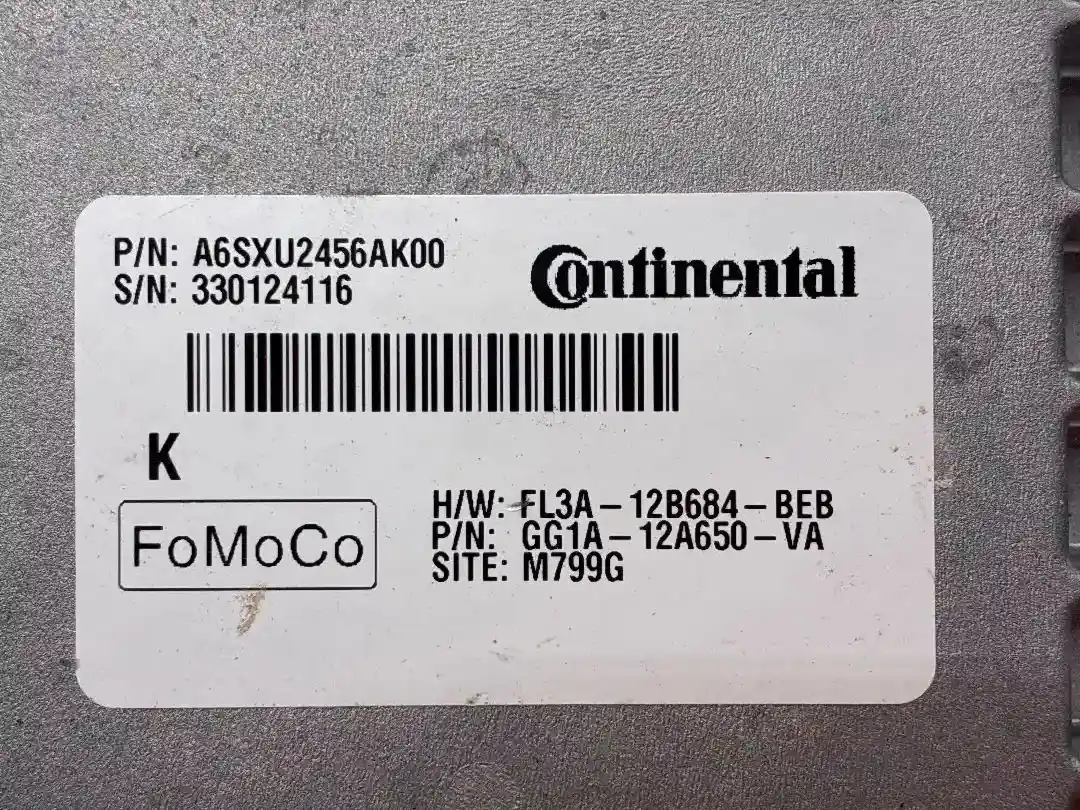 P/N: A6SXU2456AK00
S/N: 330124116
Continental
K
FoMoCo
H/W: FL3A-12B684-BEB
P/N: GG1A-12A650-VA
SITE: M799G